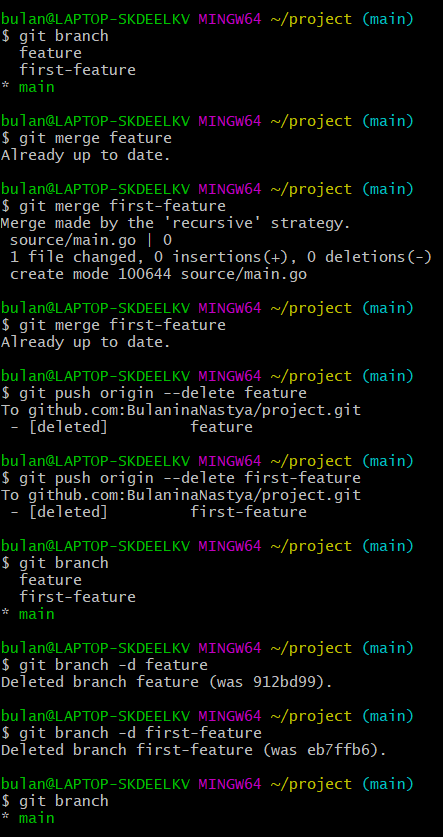 bulan@LAPTOP-SKDEELKV MINGW64 ~/project (main)
$ git branch
  feature
  first-feature
* main
bulan@LAPTOP-SKDEELKV MINGW64 ~/project (main)
$ git merge feature
Already up to date.
bulan@LAPTOP-SKDEELKV MINGW64 ~/project (main)
$ git merge first-feature
Merge made by the 'recursive' strategy.
 source/main.go | 0
 1 file changed, 0 insertions(+), 0 deletions(-)
 create mode 100644 source/main.go
bulan@LAPTOP-SKDEELKV MINGW64 ~/project (main)
$ git merge first-feature
Already up to date.
bulan@LAPTOP-SKDEELKV MINGW64 ~/project (main)
$ git push origin --delete feature
To github.com:BulaninaNastya/project.git
 - [deleted]         feature
bulan@LAPTOP-SKDEELKV MINGW64 ~/project (main)
$ git push origin --delete first-feature
To github.com:BulaninaNastya/project.git
 - [deleted]         first-feature
bulan@LAPTOP-SKDEELKV MINGW64 ~/project (main)
$ git branch
  feature
  first-feature
* main
bulan@LAPTOP-SKDEELKV MINGW64 ~/project (main)
$ git branch -d feature
Deleted branch feature (was 912bd99).
bulan@LAPTOP-SKDEELKV MINGW64 ~/project (main)
$ git branch -d first-feature
Deleted branch first-feature (was eb7ffb6).
bulan@LAPTOP-SKDEELKV MINGW64 ~/project (main)
$ git branch
* main